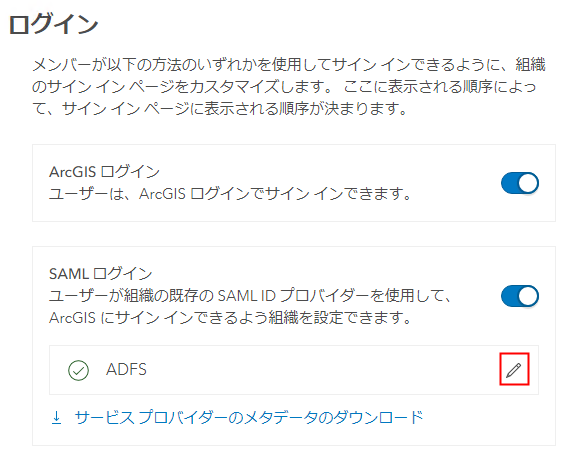 ログイン
メンバーが以下の方法のいずれかを使用してサイン インできるように、組織
のサイン イン ページをカスタマイズします。 ここに表示される順序によっ
て、サイン イン ページに表示される順序が決まります。
ArcGIS ログイン
ユーザーは、ArcGIS ログインでサイン インできます。
SAML ログイン
ユーザーが組織の既存の SAML ID プロバイダーを使用して、
ArcGIS にサイン インできるよう組織を設定できます。
ADFS
サービス プロバイダーのメタデータのダウンロード